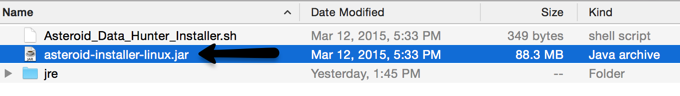 Name Date Modified Size Kind
Asteroid_Data_Hunter_Installer.sh Mar 12, 2015, 5:33 PM 349 bytes shell script
asteroid-installer-linux.jar Mar 12, 2015, 5:33 PM 88.3 MB Java archive
jre Yesterday, 1:45 PM -- Folder